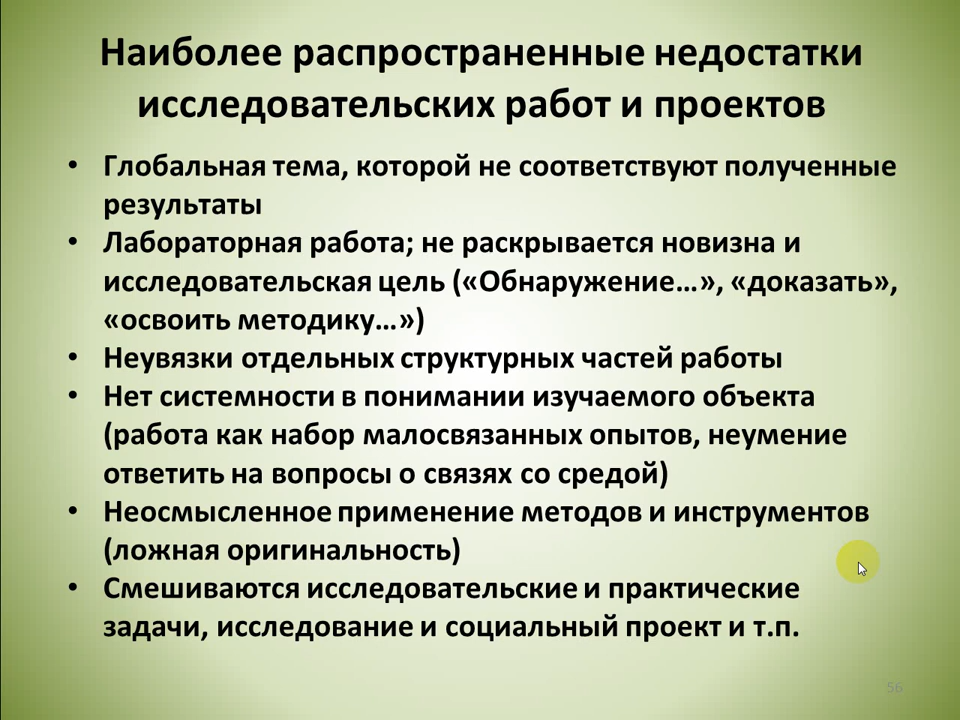 Наиболее распространенные недостатки
исследовательских работ и проектов
• Глобальная тема, которой не соответствуют полученные
результаты
• Лабораторная работа; не раскрывается новизна и
исследовательская цель («Обнаружение…», «доказать»,
«освоить методику…»)
• Неувязки отдельных структурных частей работы
• Нет системности в понимании изучаемого объекта
(работа как набор малосвязанных опытов, неумение
ответить на вопросы о связях со средой)
• Неосмысленное применение методов и инструментов
(ложная оригинальность)
• Смешиваются исследовательские и практические
задачи, исследование и социальный проект и т.п.
56